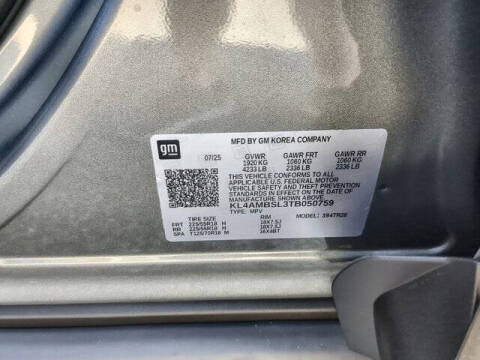 MFD BY GM KOREA COMPANY
gm
07/25 GVWR GAWR FRT GAWR RR
1920 KG 1060 KG 1060 KG
4233 LB 2336 LB 2336 LB
THIS VEHICLE CONFORMS TO ALL
APPLICABLE U.S. FEDERAL MOTOR
VEHICLE SAFETY AND THEFT PREVENTION
STANDARDS IN EFFECT ON THE DATE OF
MANUFACTURE SHOWN ABOVE
KL4AMBSL3TB050759
TYPE: MPV MODEL: 394TR26
TIRE SIZE RIM
FRT 225/55R18 H 18X7.5J
RR 225/55R18 H 18X7.5J
SPA T125/70R16 M 16X4BT